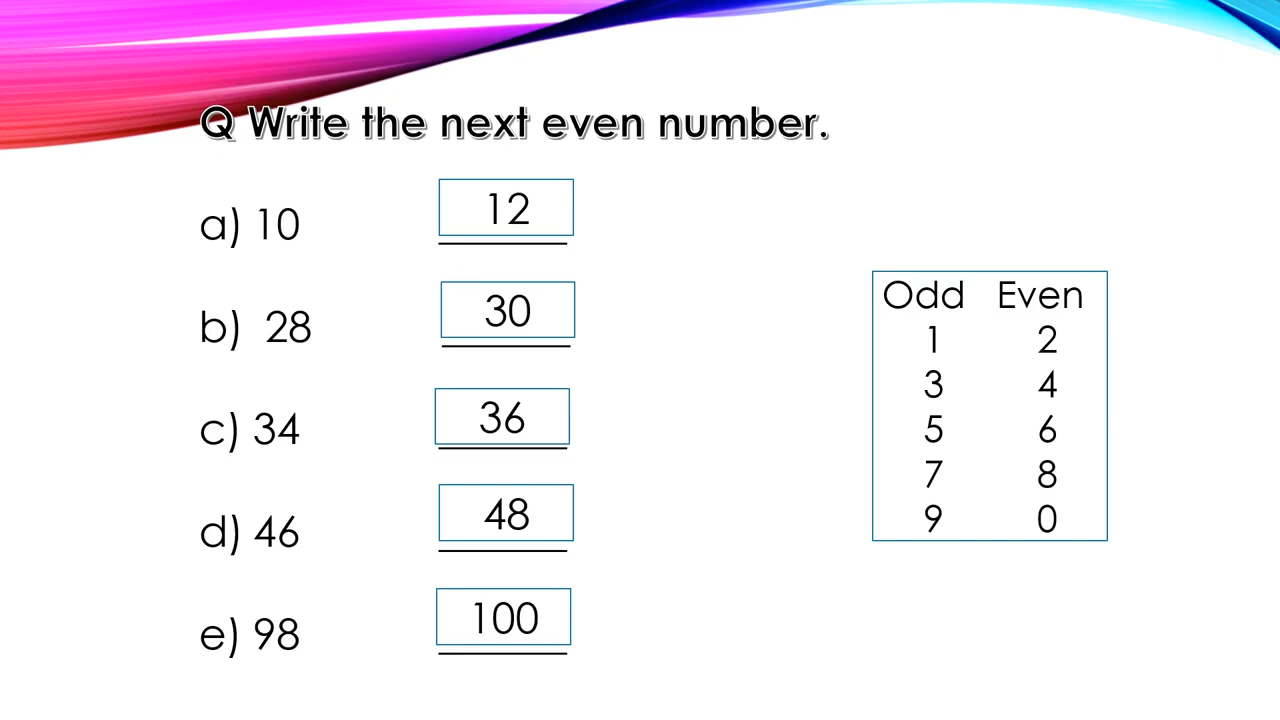 Q Write the next even number.
a) 10 12
b) 28 30
c) 34 36
d) 46 48
e) 98 100
Odd Even
1 2
3 4
5 6
7 8
9 0